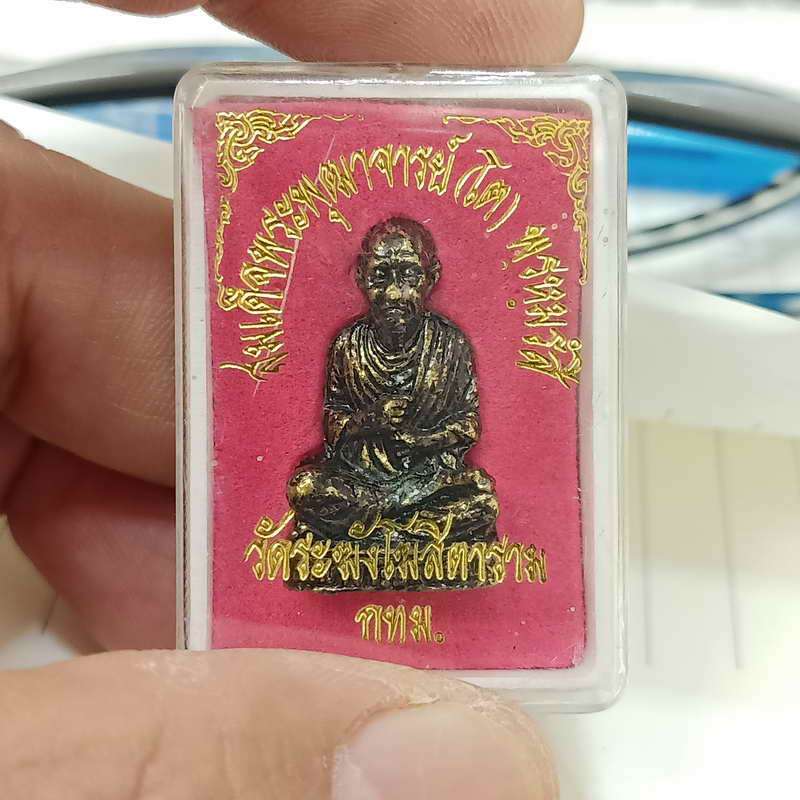 สมเด็จพระพุฒาจารย์ (โต) พรหมรังสี
วัดระฆังโฆสิตาราม
กทม.